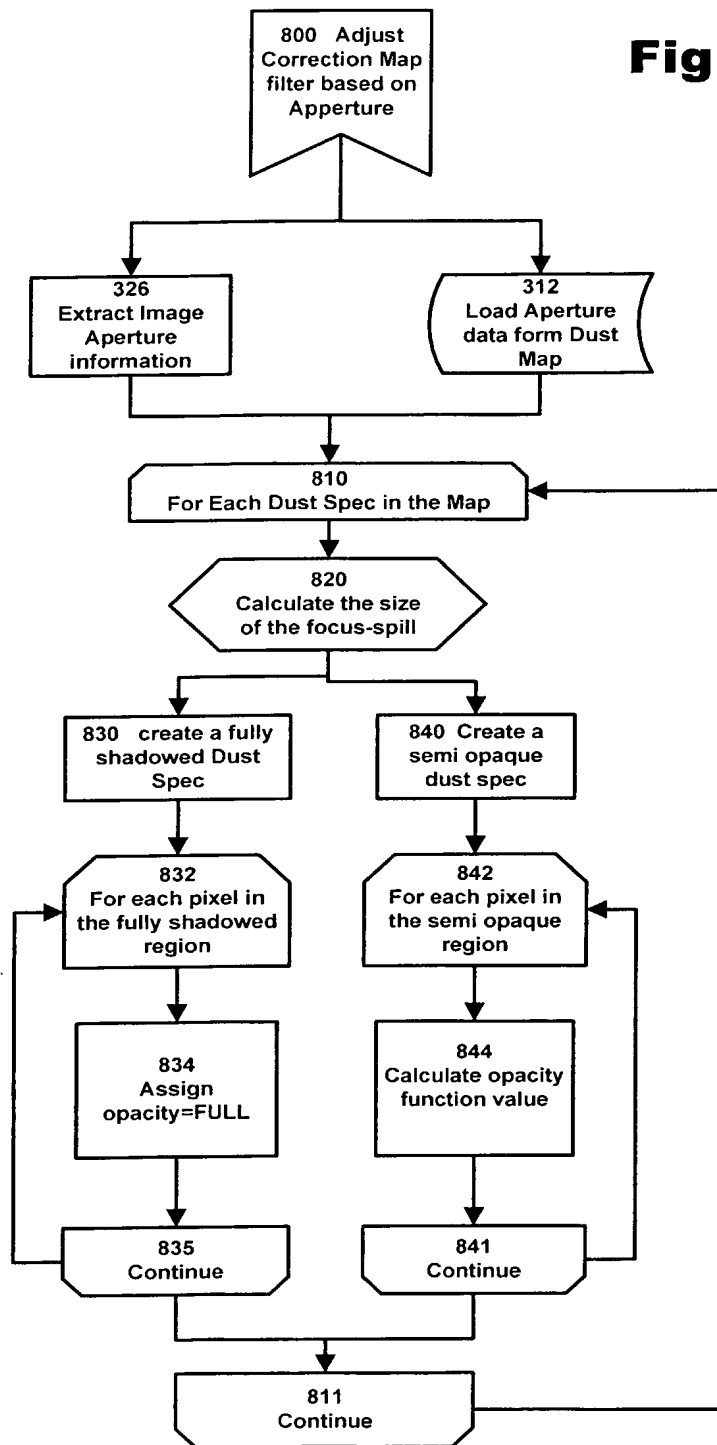 800 Adjust
Correction Map
filter based on
Apperture
Fig
326
Extract Image
Aperture
information
312
Load Aperture
data form Dust
Map
810
For Each Dust Spec in the Map
820
Calculate the size
of the focus-spill
830 create a fully
shadowed Dust
Spec
840 Create a
semi opaque
dust spec
832
For each pixel in
the fully shadowed
region
842
For each pixel in
the semi opaque
region
834
Assign
opacity=FULL
844
Calculate opacity
function value
835
Continue
841
Continue
811
Continue